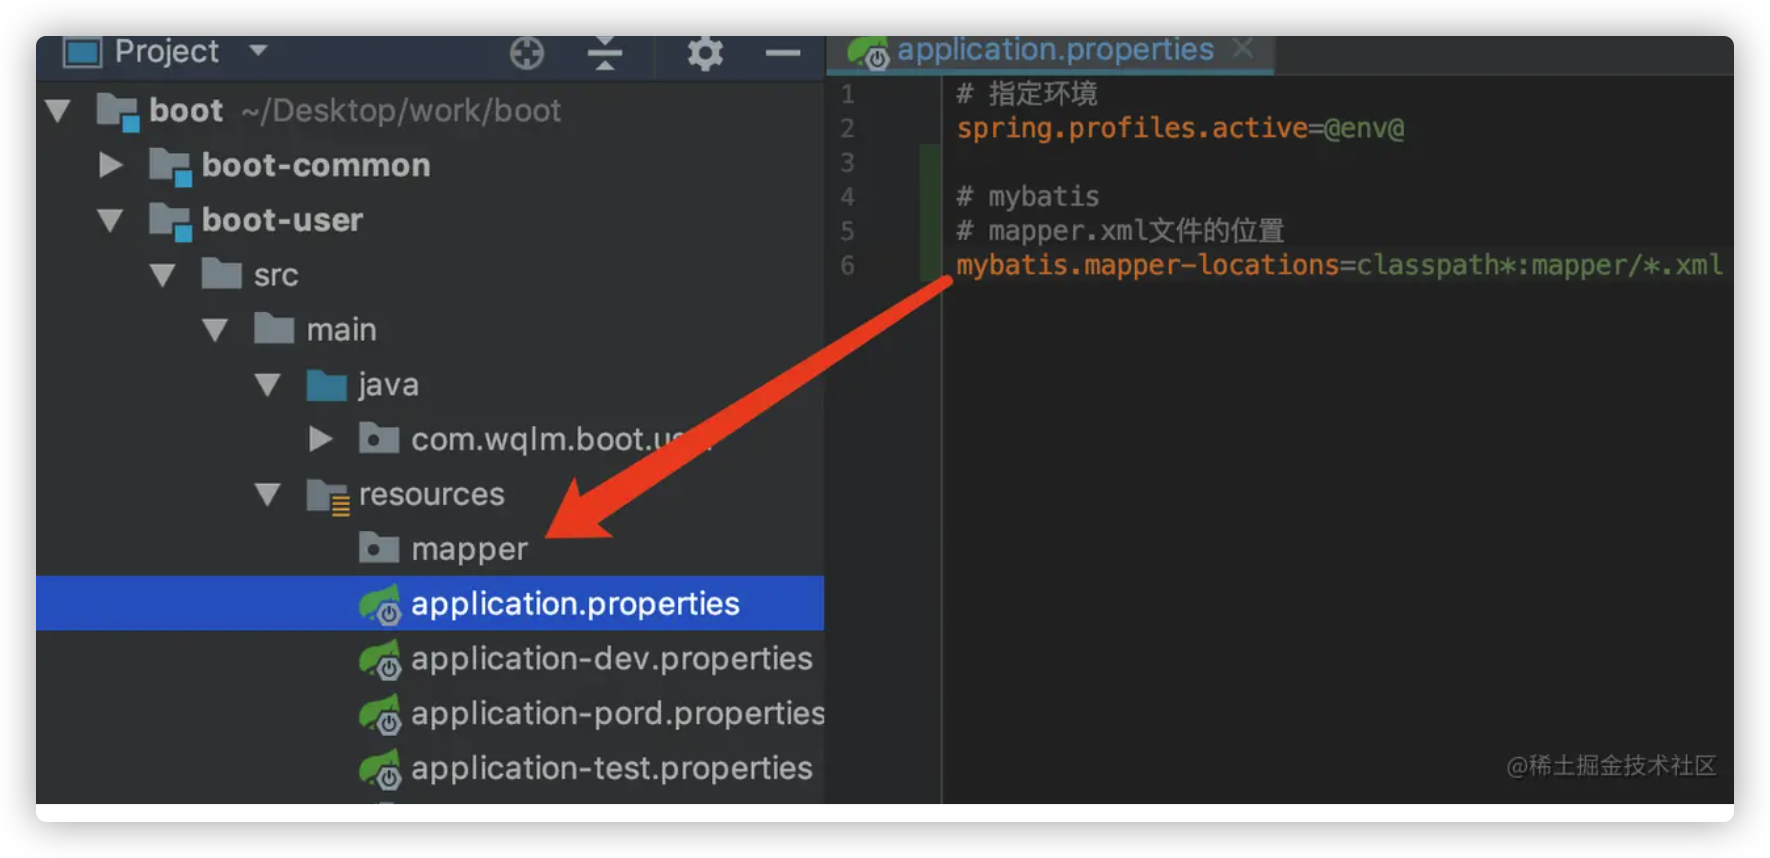 Project
boot ~/Desktop/work/boot
boot-common
boot-user
src
main
java
com.wqlm.boot.
resources
mapper
application.properties
application-dev.properties
application-pord.properties
application-test.properties
application.properties
1 # 指定环境
2 spring.profiles.active=@env@
3
4 # mybatis
5 # mapper.xml文件的位置
6 mybatis.mapper-locations=classpath*:mapper/*.xml
@稀土掘金技术社区